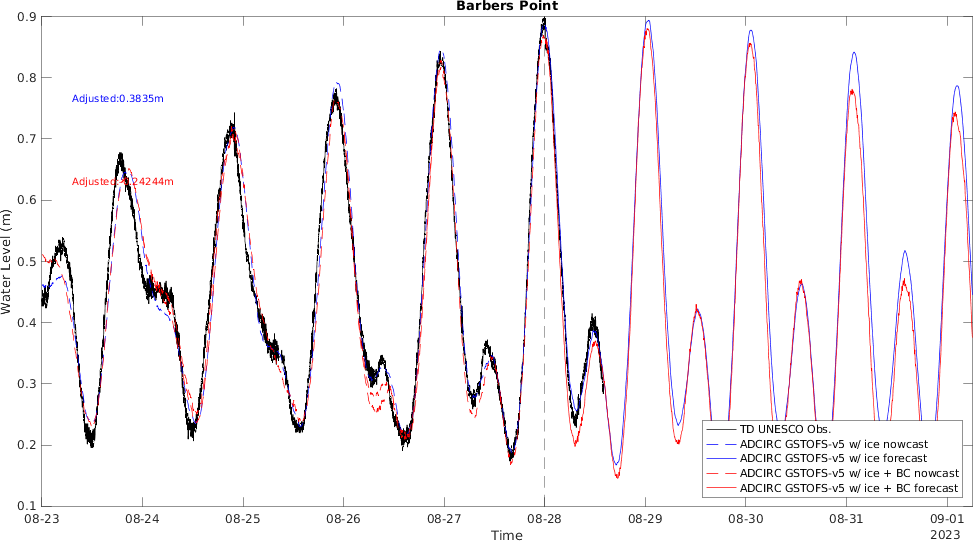 Barbers Point
0.9
0.8
0.7
0.6
0.5
0.4
0.3
0.2
0.1
Water Level (m)
Adjusted:0.3835m
TD UNESCO Obs.
ADCIRC GSTOFS-v5 w/ ice nowcast
ADCIRC GSTOFS-v5 w/ ice forecast
ADCIRC GSTOFS-v5 w/ ice + BC nowcast
ADCIRC GSTOFS-v5 w/ ice + BC forecast
08-23 08-24 08-25 08-26 08-27 08-28 08-29 08-30 08-31 09-01
2023
Time